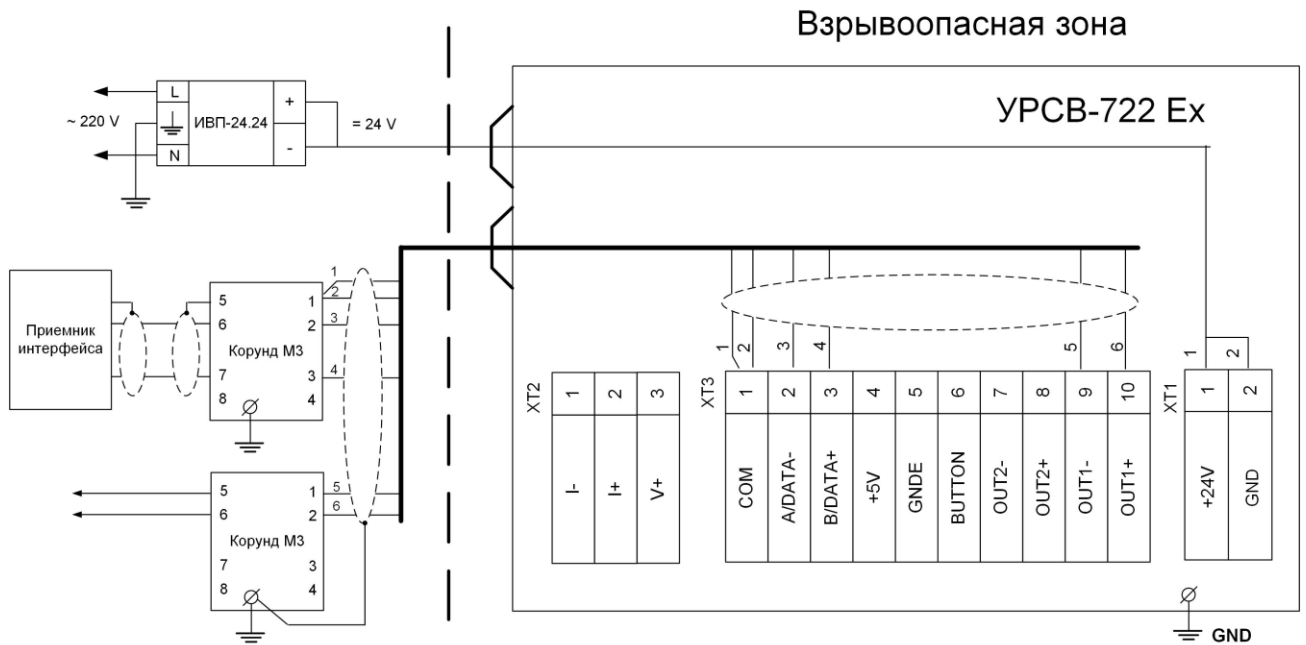 Взрывоопасная зона
УРСВ-722 Ex
~ 220 V
L
N
ИВП-24.24
+
-
= 24 V
Приемник
интерфейса
5
6
7
8
Корунд М3
1
2
3
4
1
2
3
4
5
6
7
8
Корунд М3
1
2
3
4
5
6
XT2
1
2
3
I-
I+
V+
XT3
1
2
3
4
5
6
1
2
3
4
5
6
7
8
9
10
COM
A/DATA-
B/DATA+
+5V
GNDE
BUTTON
OUT2-
OUT2+
OUT1-
OUT1+
XT1
1
2
1
2
+24V
GND
GND